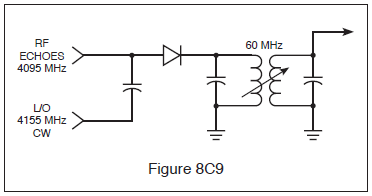 RF
ECHOES
4095 MHz
60 MHz
L/O
4155 MHz
CW
Figure 8C9